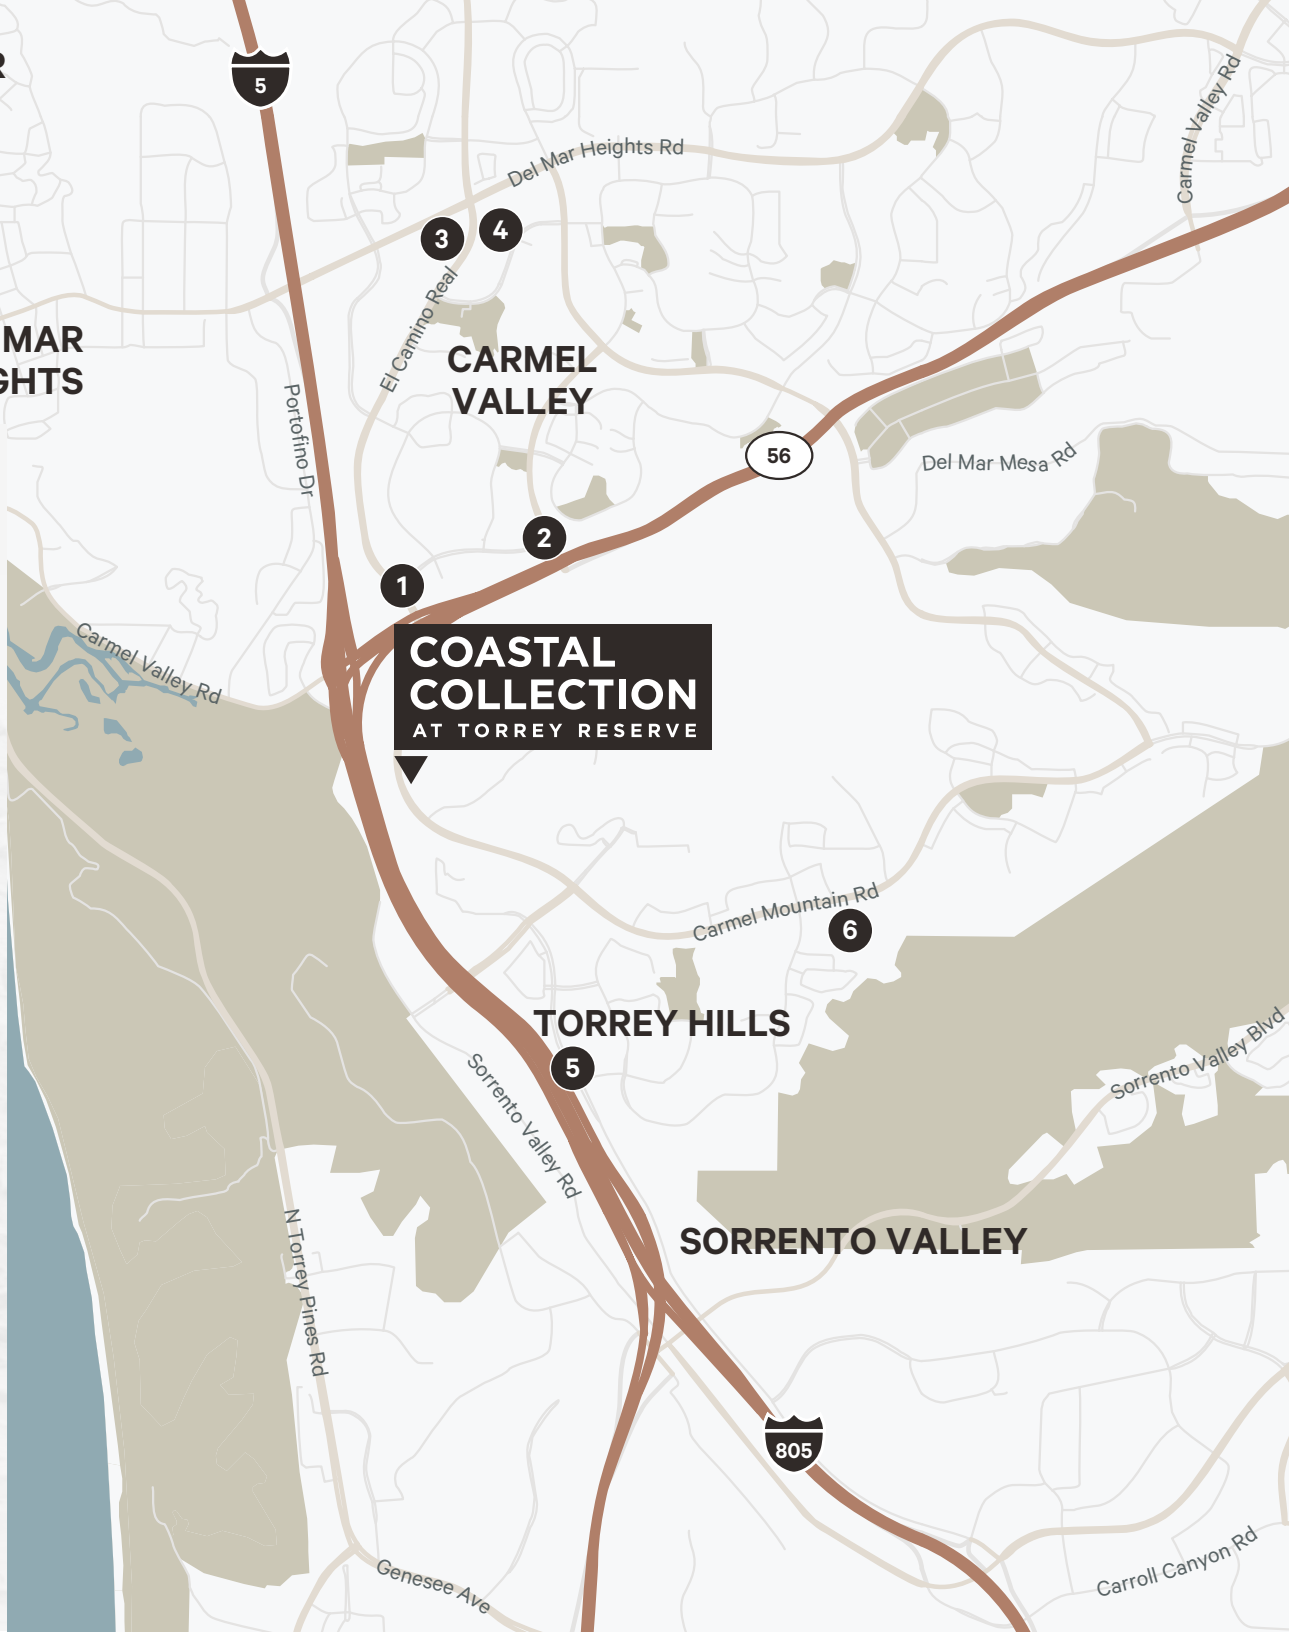 R
5
Carmel Valley Rd
Del Mar Heights Rd
3
4
El Camino Real
MAR
GHTS
CARMEL
VALLEY
Portofino Dr
56
Del Mar Mesa Rd
2
1
Carmel Valley Rd
COASTAL
COLLECTION
AT TORREY RESERVE
Carmel Mountain Rd
6
TORREY HILLS
5
Sorrento Valley Rd
Sorrento Valley Blvd
SORRENTO VALLEY
N Torrey Pines Rd
805
Genesee Ave
Carroll Canyon Rd